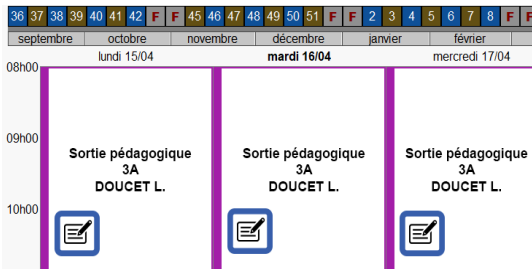 36 37 38 39 40 41 42 F F 45 46 47 48 49 50 51 F F 2 3 4 5 6 7 8 F F
septembre octobre novembre décembre janvier février
lundi 15/04 mardi 16/04 mercredi 17/04
08h00
09h00
Sortie pédagogique Sortie pédagogique Sortie pédagogique
3A 3A 3A
DOUCET L. DOUCET L. DOUCET L.
10h00